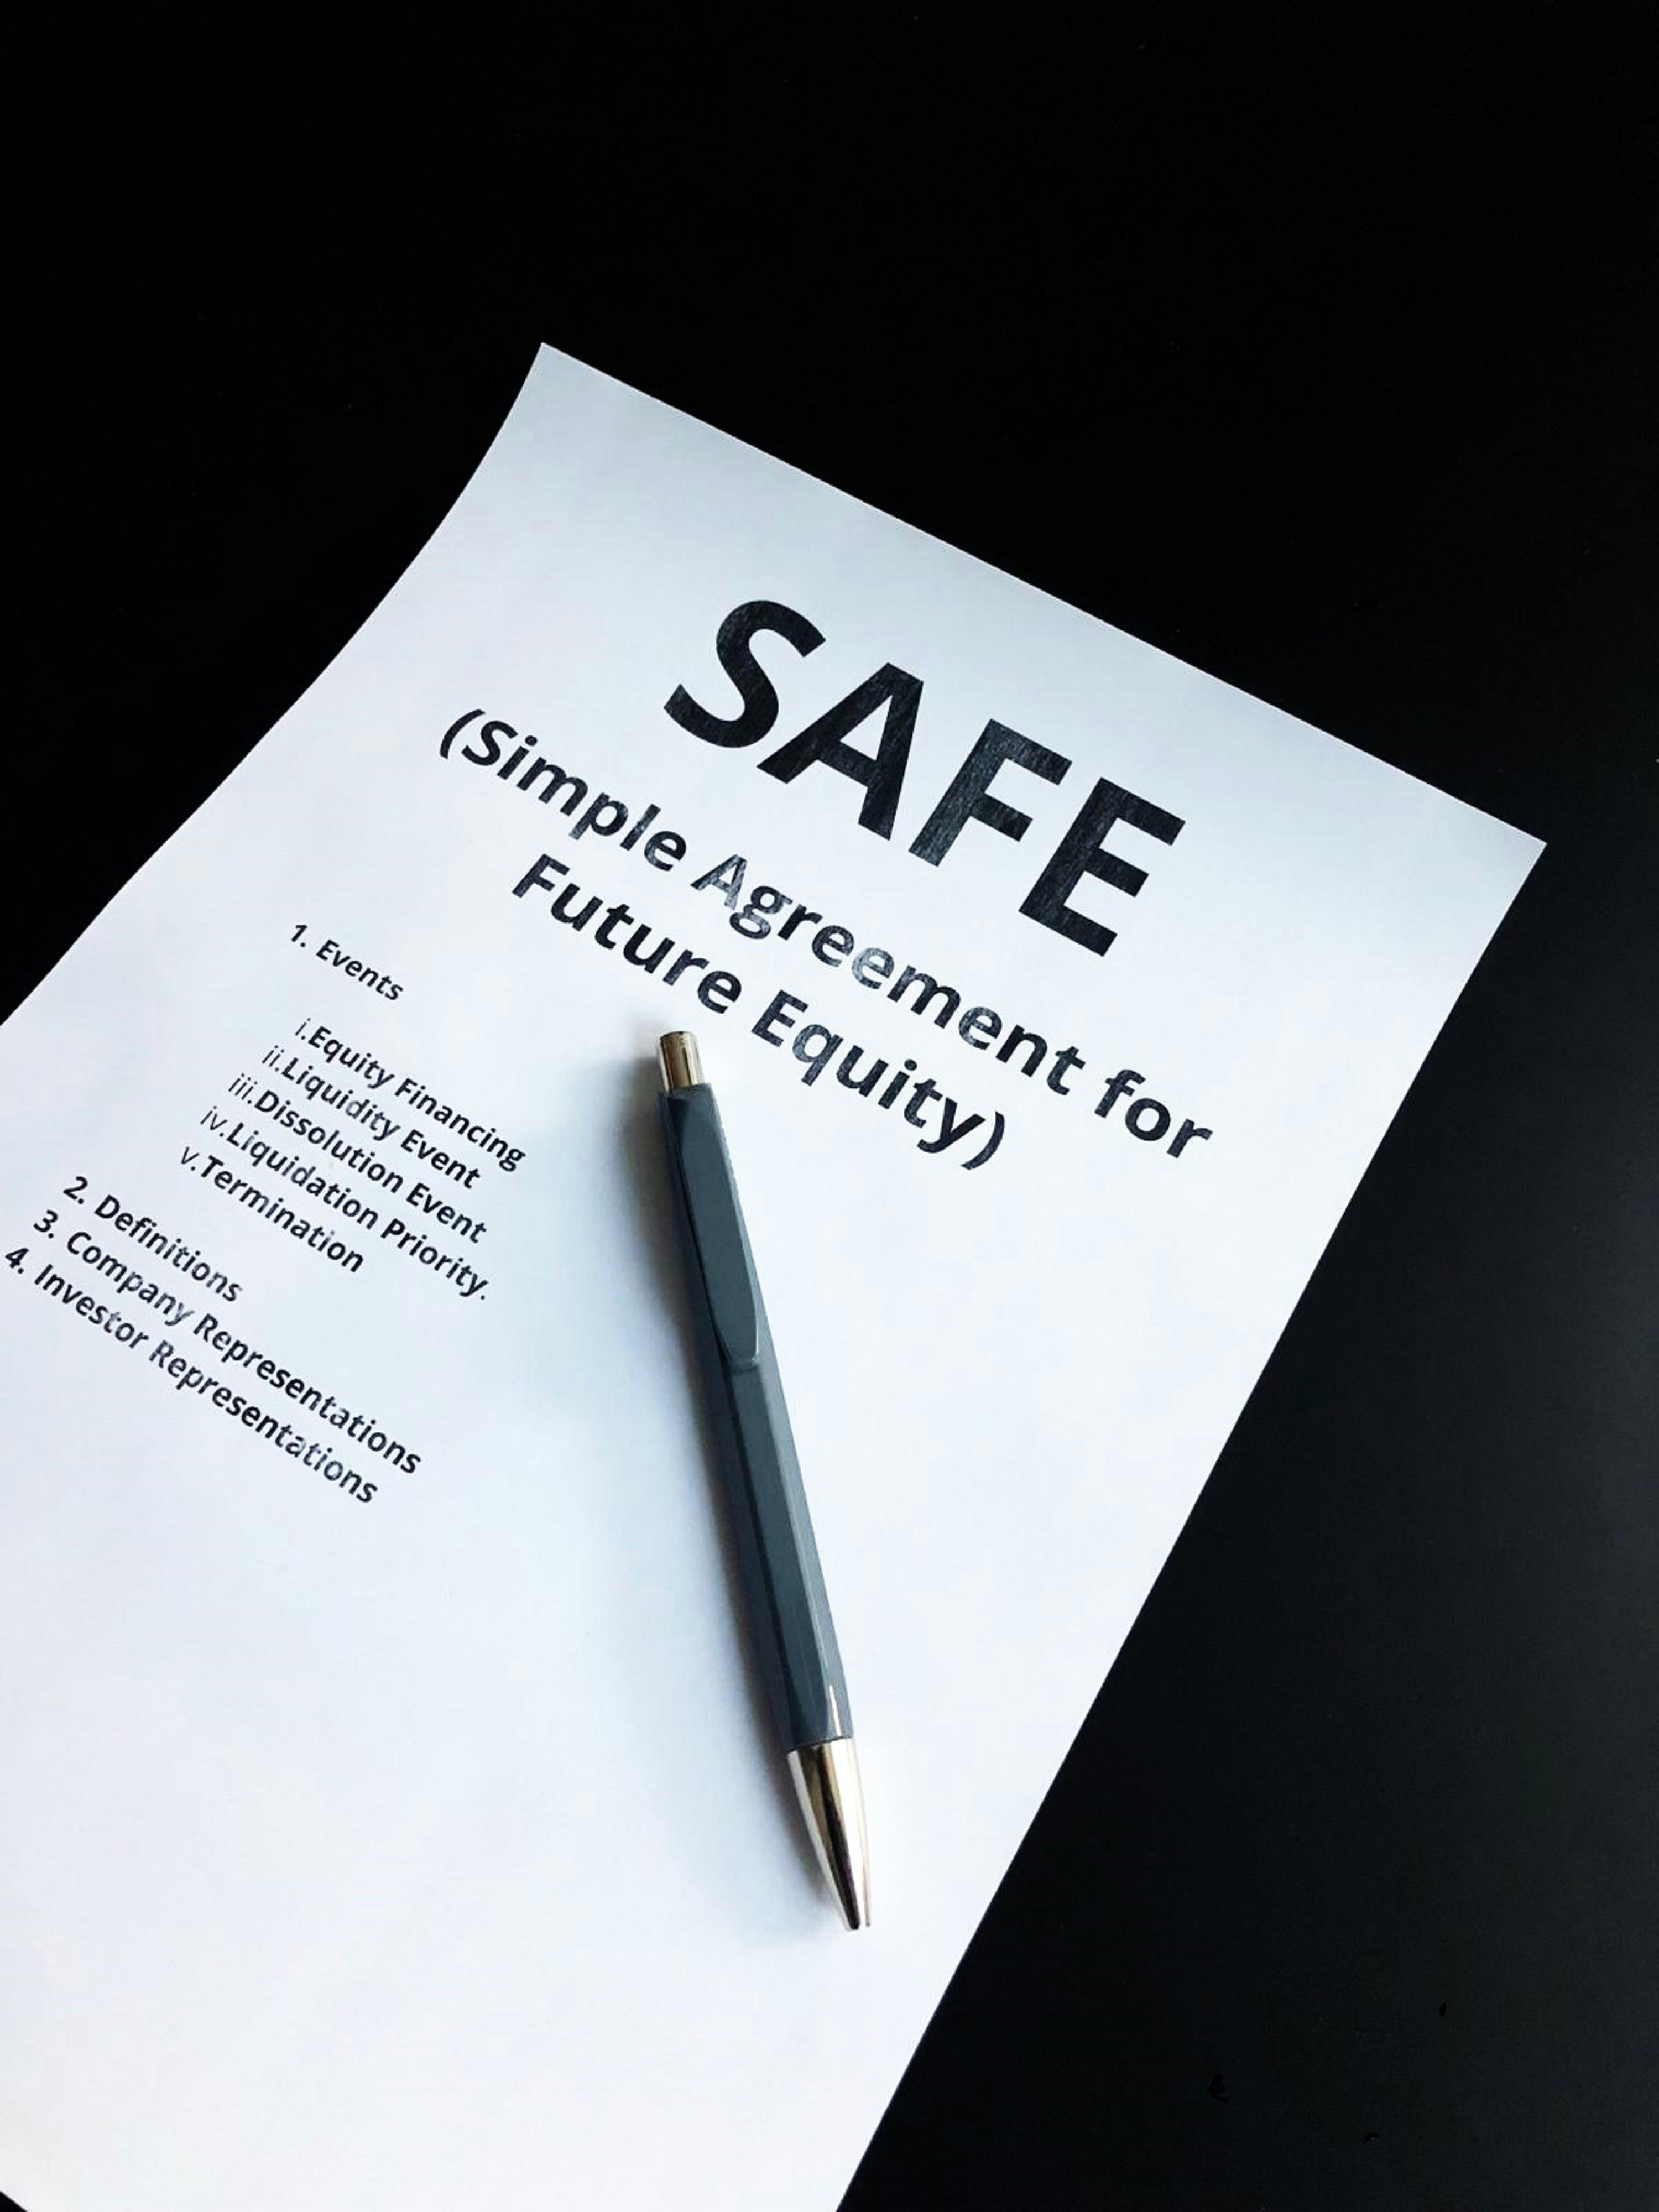 SAFE
(Simple Agreement for
Future Equity)
1. Events
i.Equity Financing
ii.Liquidity Event
iii.Dissolution Event
iv.Liquidation Priority.
v.Termination
2. Definitions
3. Company Representations
4. Investor Representations